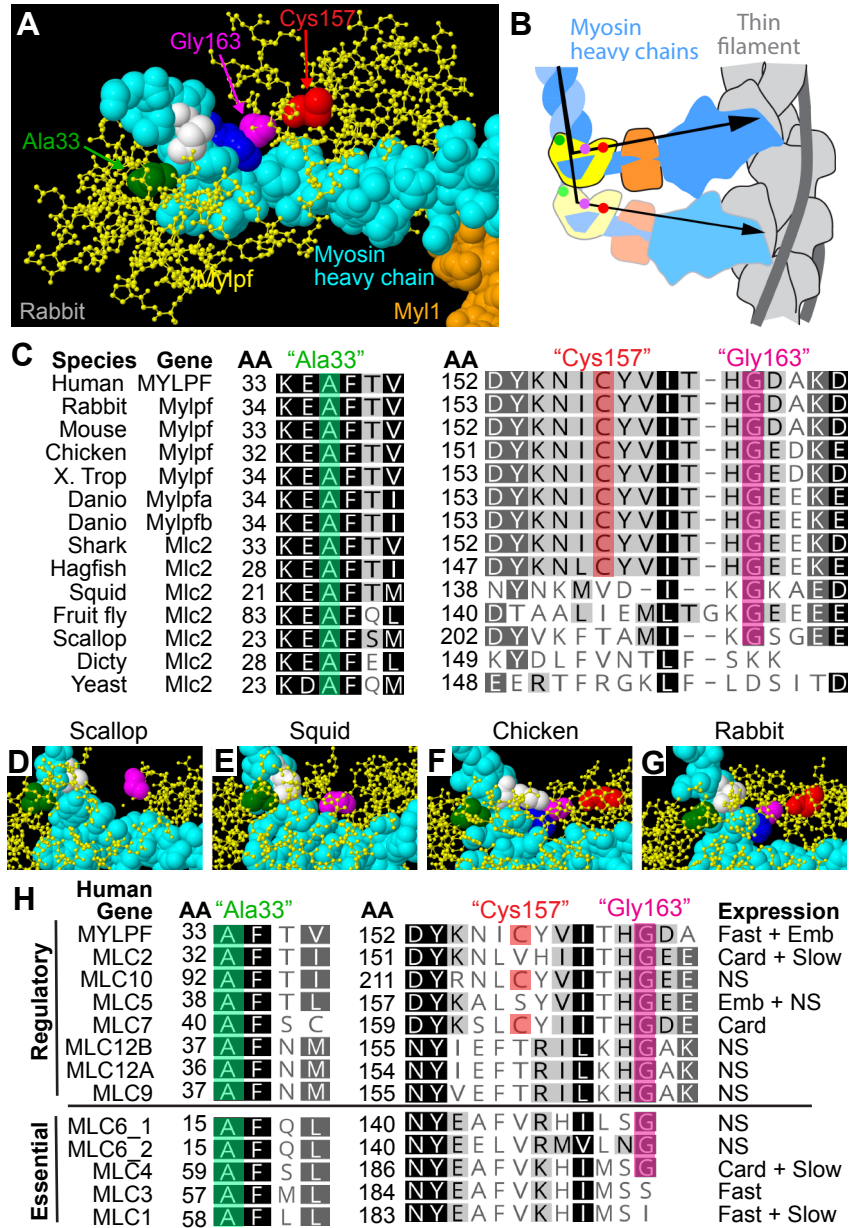 A
Cys157
Gly163
Ala33
Mylpf
Myosin
heavy chain
Rabbit
Myl1
B
Myosin
heavy chains
Thin
filament
C
Species Gene AA "Ala33" AA "Cys157" "Gly163"
Human MYLPF 33 K E A F T V 152 D Y K N I C Y V I T - H G D A K D
Rabbit Mylpf 34 K E A F T V 153 D Y K N I C Y V I T - H G D A K D
Mouse Mylpf 33 K E A F T V 152 D Y K N I C Y V I T - H G D A K D
Chicken Mylpf 32 K E A F T V 151 D Y K N I C Y V I T - H G E D K E
X. Trop Mylpf 34 K E A F T V 153 D Y K N I C Y V I T - H G E D K E
Danio Mylpfa 34 K E A F T I 153 D Y K N I C Y V I T - H G E E K D
Danio Mylpfb 34 K E A F T I 153 D Y K N I C Y V I T - H G E E K D
Shark Mlc2 33 K E A F T V 152 D Y K N I C Y V I T - H G E E K D
Hagfish Mlc2 28 K E A F T I 147 D Y K N L C Y V I T - H G E E K E
Squid Mlc2 21 K E A F T M 138 N Y N K M V D - I - - K G K A E D
Fruit fly Mlc2 83 K E A F Q L 140 D T A A L I E M L T G K G E E E E
Scallop Mlc2 23 K E A F S M 202 D Y V K F T A M I - - K G S G E E
Dicty Mlc2 28 K E A F E L 149 K Y D L F V N T L F - S K K
Yeast Mlc2 23 K D A F Q M 148 E E R T F R G K L F - L D S I T D
Scallop Squid Chicken Rabbit
D E F G
H
Human
Gene AA "Ala33" AA "Cys157" "Gly163" Expression
Regulatory
MYLPF 33 A F T V 152 D Y K N I C Y V I T H G D A Fast + Emb
MLC2 32 A F T I 151 D Y K N L V H I I T H G E E Card + Slow
MLC10 92 A F T I 211 D Y R N L C Y V I T H G E E NS
MLC5 38 A F T L 157 D Y K A L S Y V I T H G E E Emb + NS
MLC7 40 A F S C 159 D Y K S L C Y I I T H G D E Card
MLC12B 37 A F N M 155 N Y I E F T R I L K H G A K NS
MLC12A 36 A F N M 154 N Y I E F T R I L K H G A K NS
MLC9 37 A F N M 155 N Y V E F T R I L K H G A K NS
Essential
MLC6_1 15 A F Q L 140 N Y E A F V R H I L S G NS
MLC6_2 15 A F Q L 140 N Y E E L V R M V L N G NS
MLC4 59 A F S L 186 N Y E A F V K H I M S G Card + Slow
MLC3 57 A F M L 184 N Y E A F V K H I M S S Fast
MLC1 58 A F L L 183 N Y E A F V K H I M S I Fast + Slow